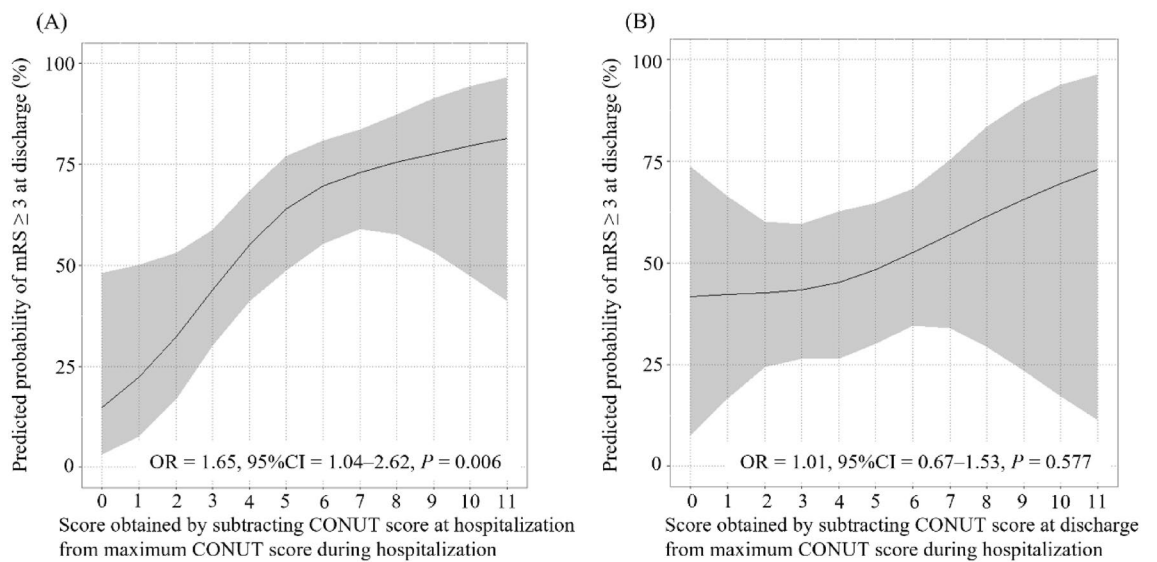 (A)
Predicted probability of mRS ≥ 3 at discharge (%)
100
75
50
25
0
OR = 1.65, 95%CI = 1.04–2.62, P = 0.006
0 1 2 3 4 5 6 7 8 9 10 11
Score obtained by subtracting CONUT score at hospitalization
from maximum CONUT score during hospitalization
(B)
Predicted probability of mRS ≥ 3 at discharge (%)
100
75
50
25
0
OR = 1.01, 95%CI = 0.67–1.53, P = 0.577
0 1 2 3 4 5 6 7 8 9 10 11
Score obtained by subtracting CONUT score at discharge
from maximum CONUT score during hospitalization